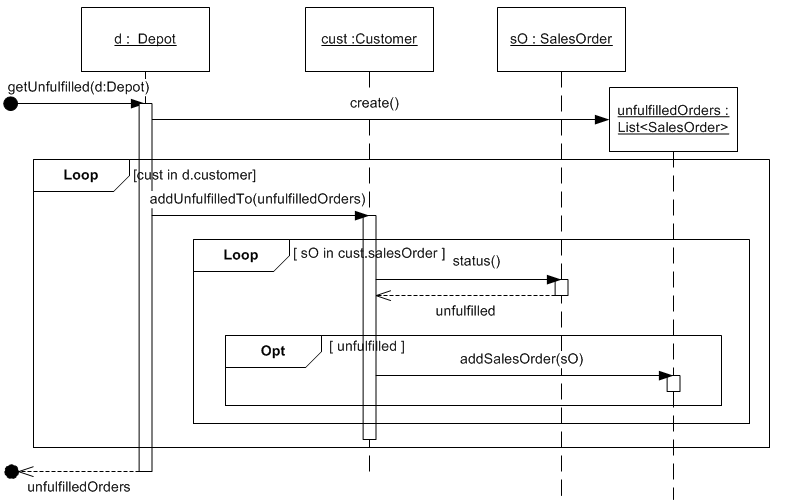 d : Depot
cust :Customer
sO : SalesOrder
getUnfulfilled(d:Depot)
create()
unfulfilledOrders :
List<SalesOrder>
Loop
[cust in d.customer]
addUnfulfilledTo(unfulfilledOrders)
Loop
[ sO in cust.salesOrder ]
status()
unfulfilled
Opt
[ unfulfilled ]
addSalesOrder(sO)
unfulfilledOrders